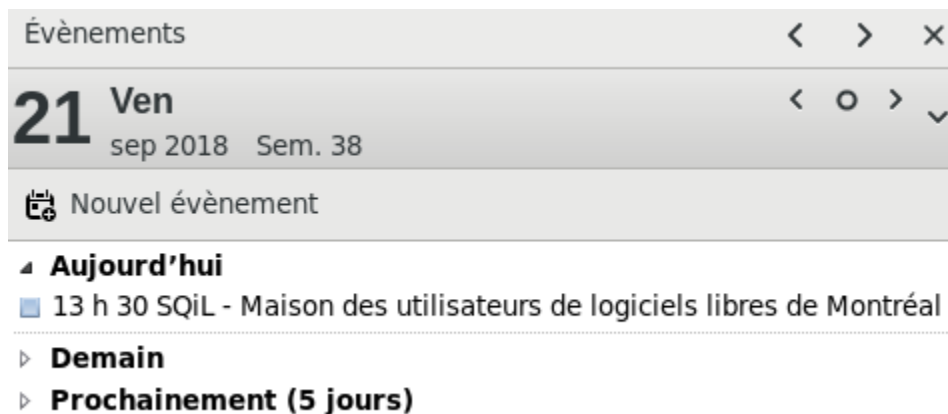 Évènements
21 Ven
sep 2018 Sem. 38
Nouvel évènement
Aujourd’hui
13 h 30 SQiL - Maison des utilisateurs de logiciels libres de Montréal
Demain
Prochainement (5 jours)